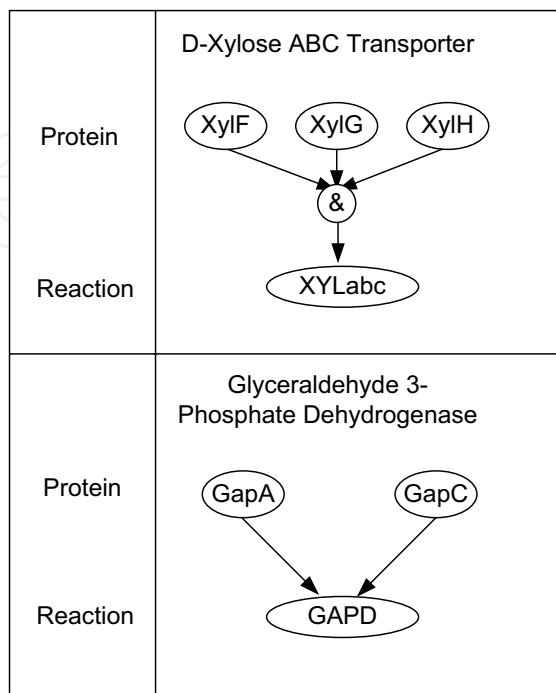 D-Xylose ABC Transporter
Protein
XylF
XylG
XylH
&
Reaction
XYLabc
Glyceraldehyde 3-
Phosphate Dehydrogenase
Protein
GapA
GapC
Reaction
GAPD